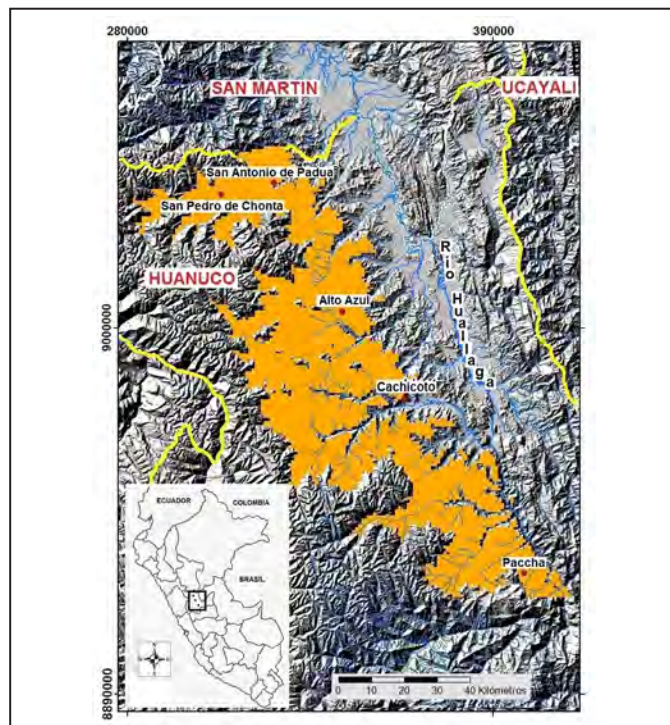 280000
390000
SAN MARTIN
UCAYALI
San Antonio de Padua
San Pedro de Chonta
Río Huallaga
HUANUCO
Alto Azul
9000000
Cachicoto
ECUADOR
COLOMBIA
BRASIL
Paccha
0 10 20 30 40 Kilómetros
8890000